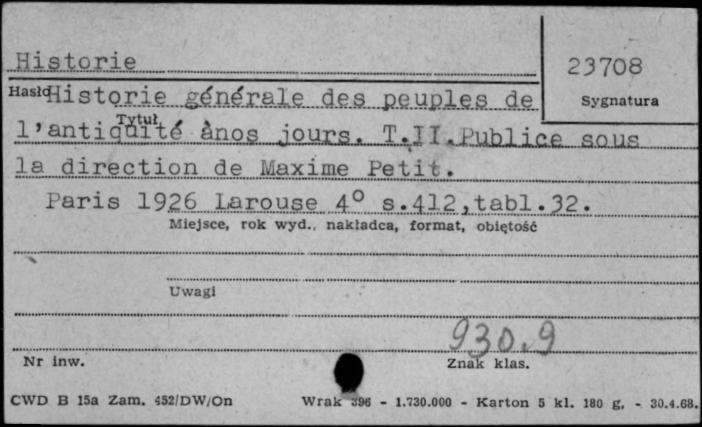 Historie
23708
Hasło
Historie générale des peuples de
Sygnatura
Tytuł
l'antiquité ànos jours. T.II.Publice sous
la direction de Maxime Petit.
Paris 1926 Larouse 4° s.412,tabl.32.
Miejsce, rok wyd., nakładca, format, objętość
Uwagi
930.9
Nr inw.
Znak klas.
CWD B 15a Zam. 452/DW/On Wrak 396 - 1.730.000 - Karton 5 kl. 180 g. - 30.4.68.